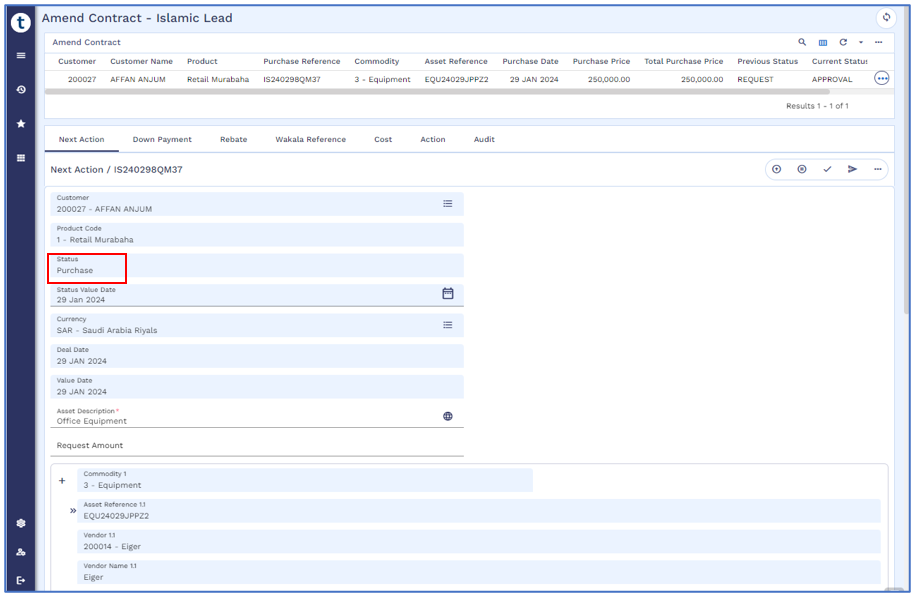 t
Amend Contract - Islamic Lead
Amend Contract
Customer Customer Name Product Purchase Reference Commodity Asset Reference Purchase Date Purchase Price Total Purchase Price Previous Status Current Status
200027 AFFAN ANJUM Retail Murabaha IS240298QM37 3 - Equipment EQU24029JPPZ2 29 JAN 2024 250,000.00 250,000.00 REQUEST APPROVAL
Results 1 - 1 of 1
Next Action Down Payment Rebate Wakala Reference Cost Action Audit
Next Action / IS240298QM37
Customer
200027 - AFFAN ANJUM
Product Code
1 - Retail Murabaha
Status
Purchase
Status Value Date
29 Jan 2024
Currency
SAR - Saudi Arabia Riyals
Deal Date
29 JAN 2024
Value Date
29 JAN 2024
Asset Description *
Office Equipment
Request Amount
Commodity 1
3 - Equipment
Asset Reference 1.1
EQU24029JPPZ2
Vendor 1.1
200014 - Eiger
Vendor Name 1.1
Eiger